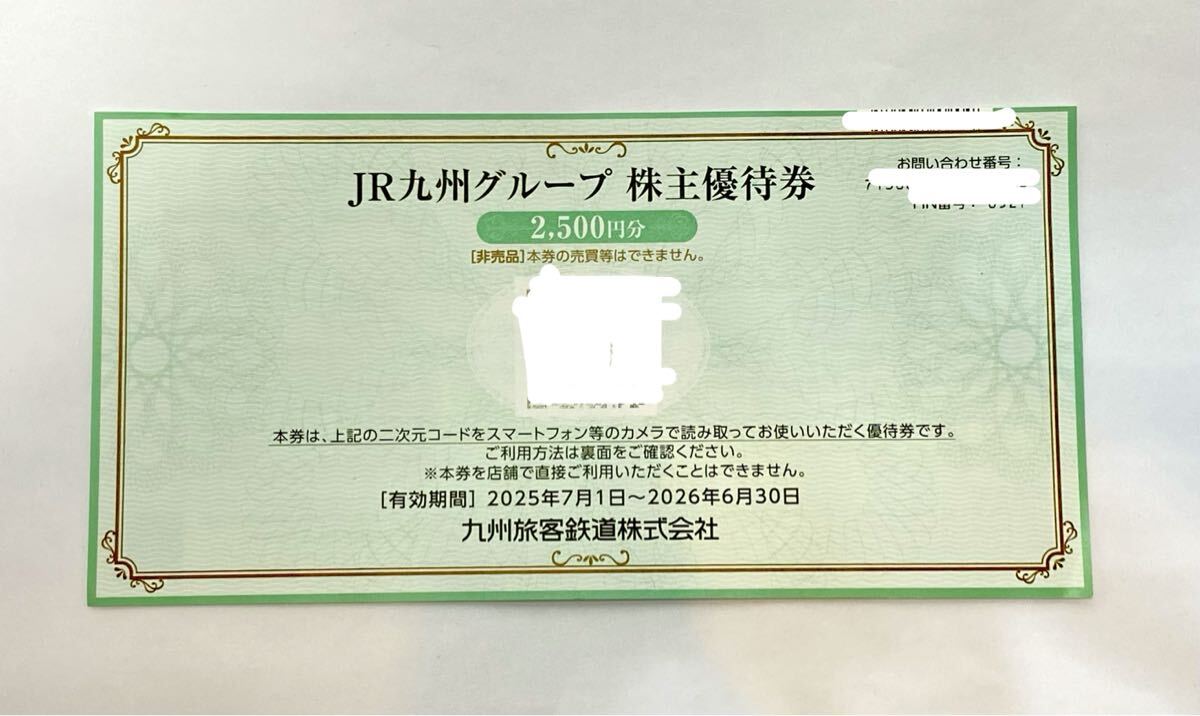 お問い合わせ番号：
JR九州グループ 株主優待券
2,500円分
[非売品]本券の売買等はできません。
本券は、上記の二次元コードをスマートフォン等のカメラで読み取ってお使いいただく優待券です。
ご利用方法は裏面をご確認ください。
※本券を店舗で直接ご利用いただくことはできません。
[有効期間] 2025年7月1日～2026年6月30日
九州旅客鉄道株式会社